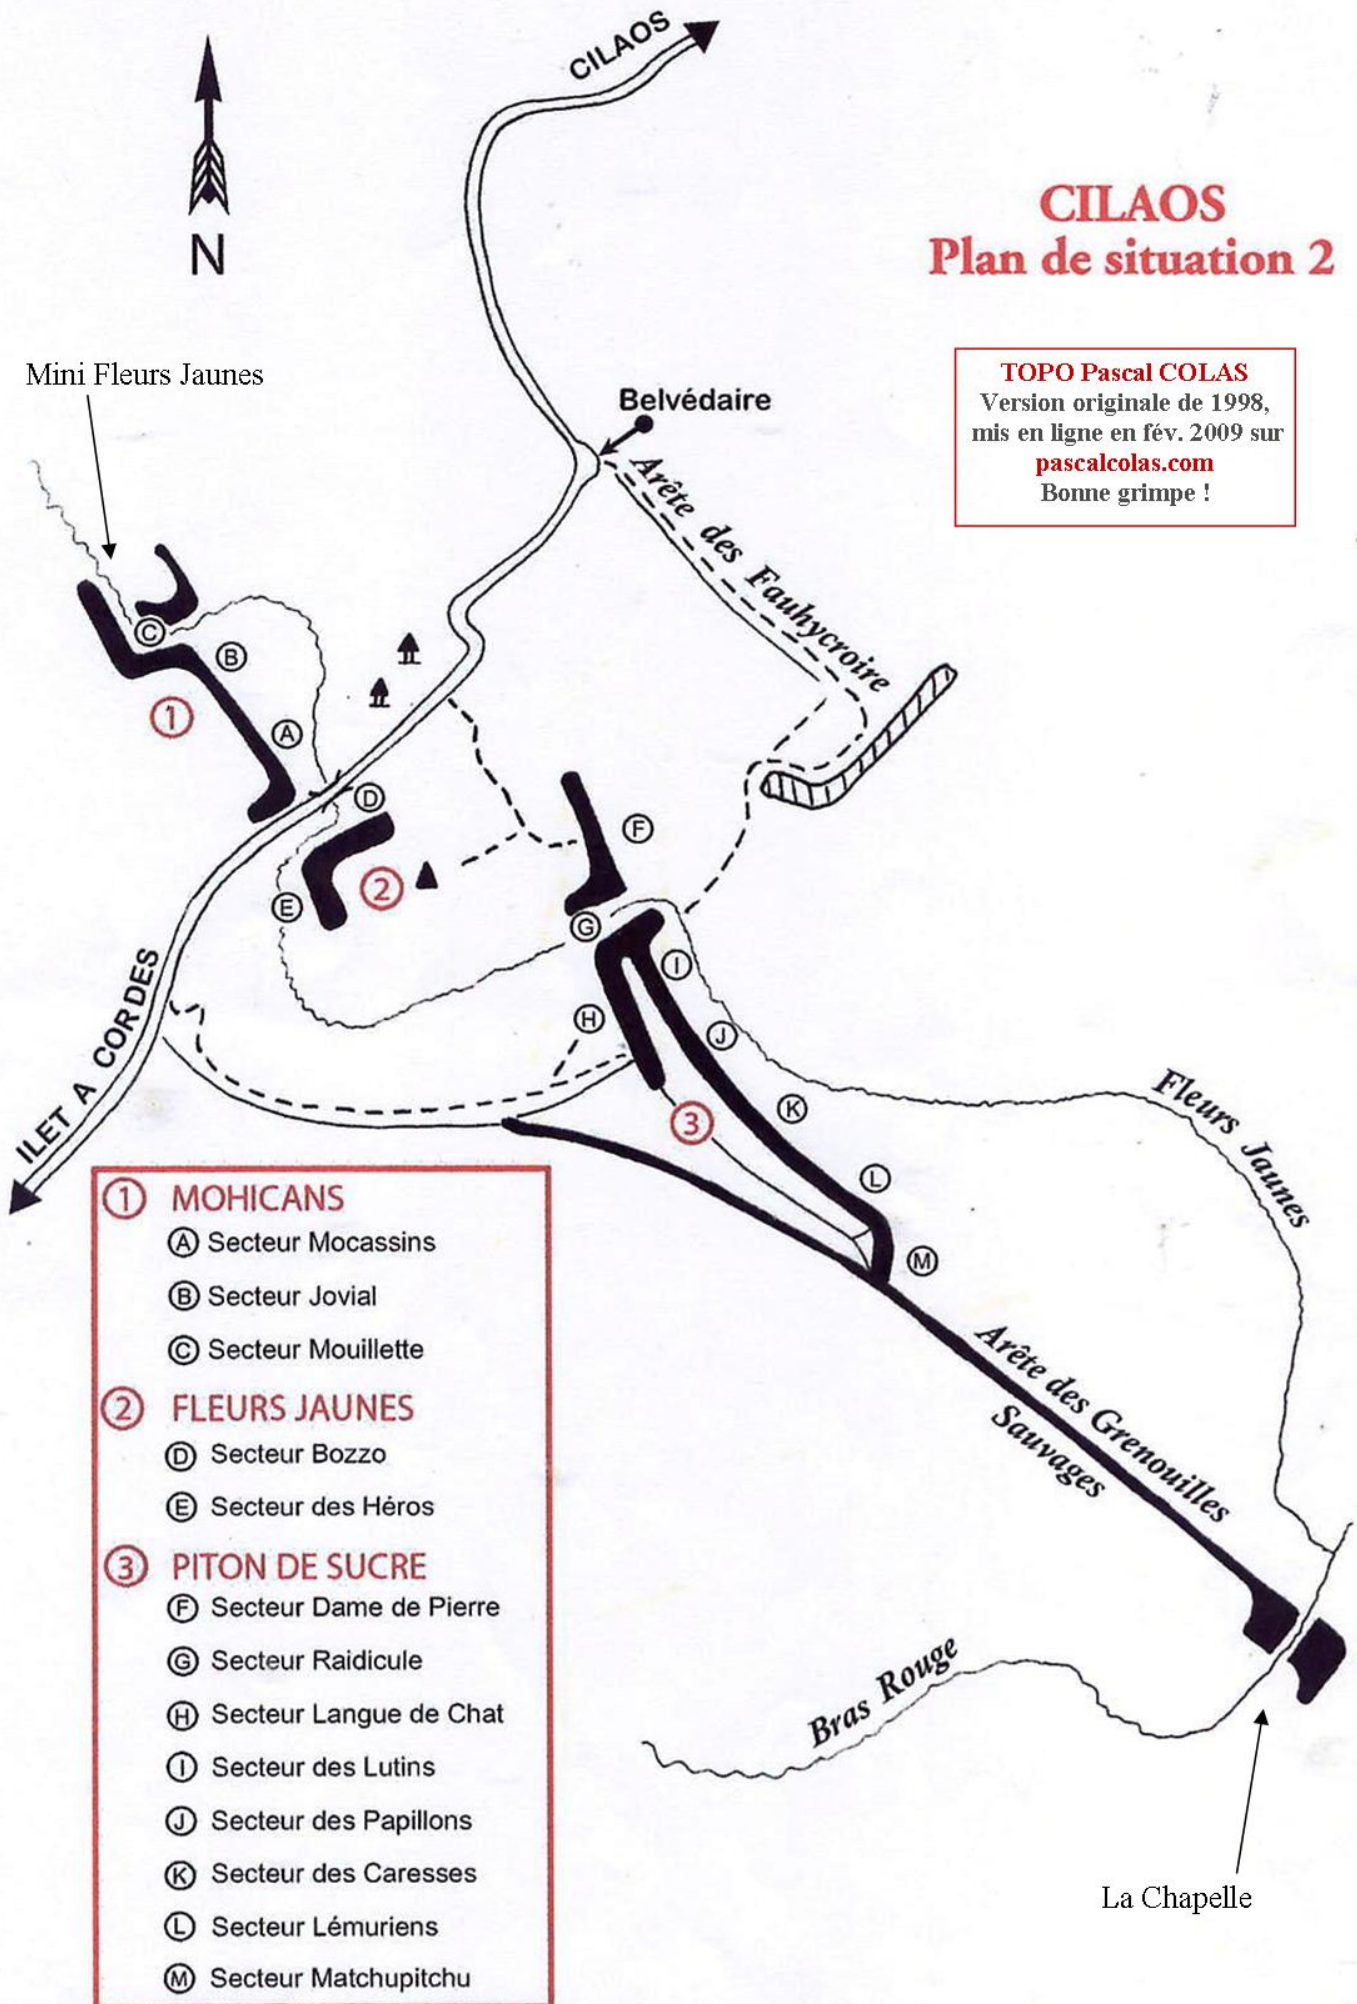 CILAOS
N
CILAOS
Plan de situation 2
Mini Fleurs Jaunes
TOPO Pascal COLAS
Version originale de 1998,
mis en ligne en fév. 2009 sur
pascalcolas.com
Bonne grimpe !
Belvédaire
Arête des Fauhycroire
C
B
1
A
D
F
2
E
G
I
H
J
ILET A CORDES
K
3
Fleurs Jaunes
L
M
Arête des Grenouilles
Sauvages
Bras Rouge
La Chapelle
1 MOHICANS
A Secteur Mocassins
B Secteur Jovial
C Secteur Mouillette
2 FLEURS JAUNES
D Secteur Bozzo
E Secteur des Héros
3 PITON DE SUCRE
F Secteur Dame de Pierre
G Secteur Raidicule
H Secteur Langue de Chat
I Secteur des Lutins
J Secteur des Papillons
K Secteur des Caresses
L Secteur Lémuriens
M Secteur Matchupitchu